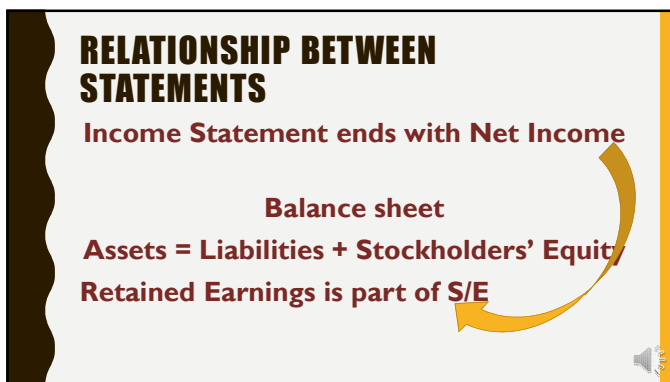 RELATIONSHIP BETWEEN
STATEMENTS
Income Statement ends with Net Income
Balance sheet
Assets = Liabilities + Stockholders’ Equity
Retained Earnings is part of S/E